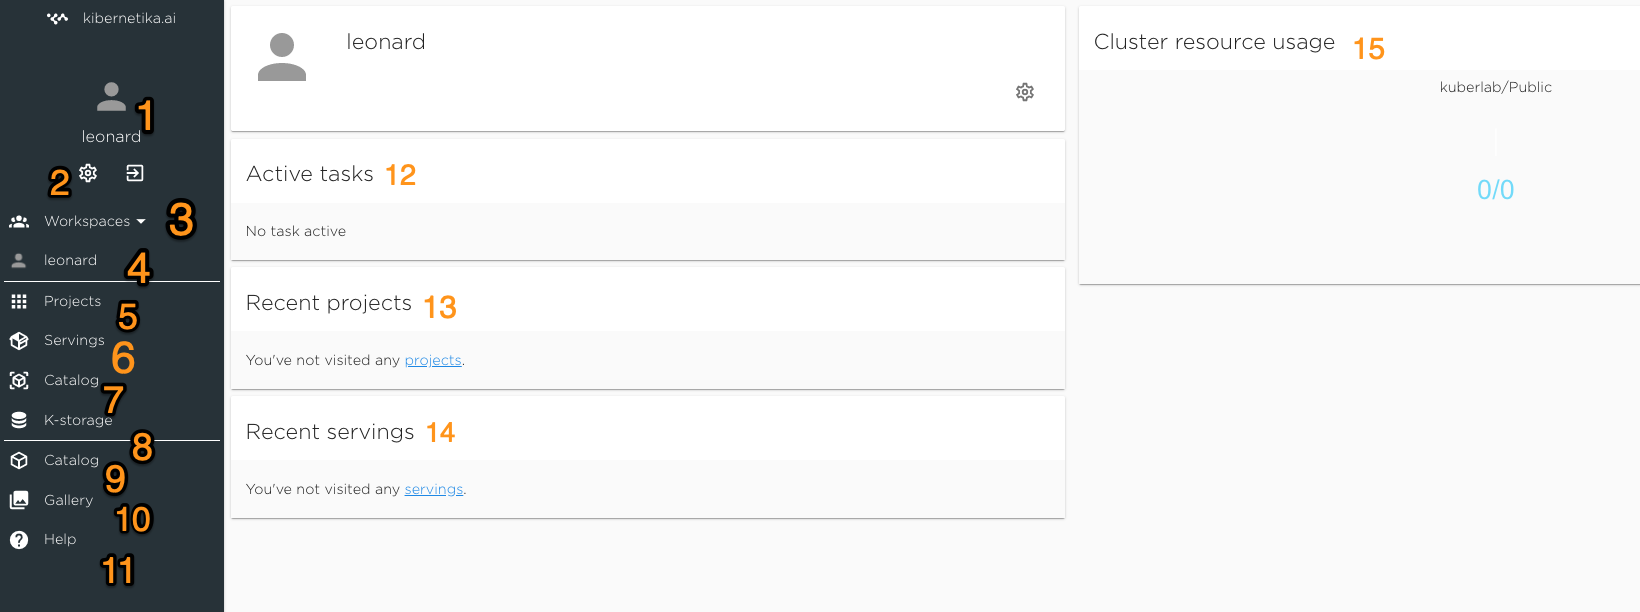 kibernetika.ai
1
leonard
2
Workspaces 3
leonard 4
Projects 5
Servings 6
Catalog 7
K-storage 8
Catalog 9
Gallery 10
Help 11
leonard
Active tasks 12
No task active
Recent projects 13
You've not visited any projects.
Recent servings 14
You've not visited any servings.
Cluster resource usage 15
kuberlab/Public
0/0